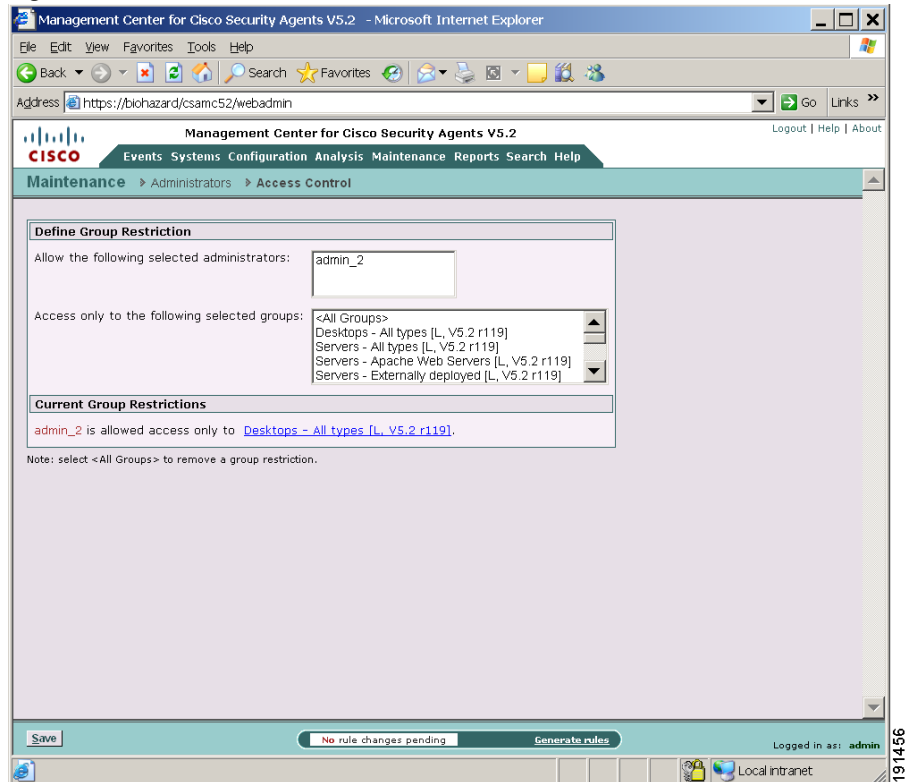 Management Center for Cisco Security Agents V5.2 - Microsoft Internet Explorer
File Edit View Favorites Tools Help
Back Search Favorites
Address https://biohazard/csamc52/webadmin Go Links »
Management Center for Cisco Security Agents V5.2 Logout | Help | About
CISCO Events Systems Configuration Analysis Maintenance Reports Search Help
Maintenance Administrators Access Control
Define Group Restriction
Allow the following selected administrators: admin_2
Access only to the following selected groups: <All Groups>
Desktops - All types [L, V5.2 r119]
Servers - All types [L, V5.2 r119]
Servers - Apache Web Servers [L, V5.2 r119]
Servers - Externally deployed [L, V5.2 r119]
Current Group Restrictions
admin_2 is allowed access only to Desktops - All types [L, V5.2 r119].
Note: select <All Groups> to remove a group restriction.
Save No rule changes pending Generate rules Logged in as: admin
Local intranet
191456